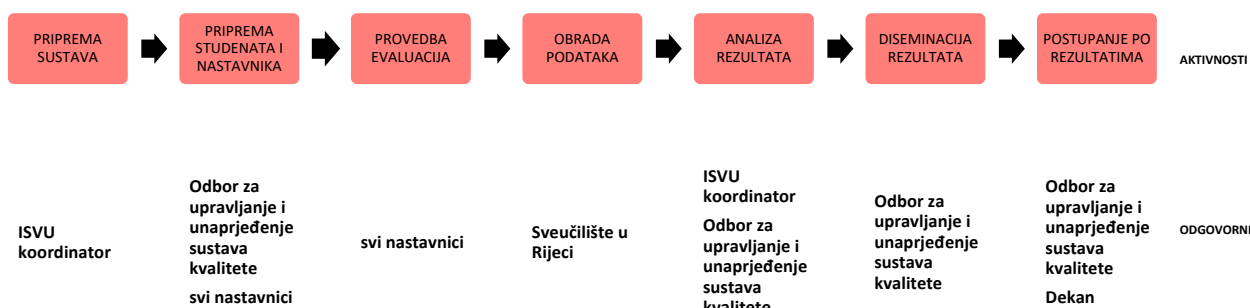 PRIPREMA
SUSTAVA
PRIPREMA
STUDENATA I
NASTAVNIKA
PROVEDBA
EVALUACIJA
OBRADA
PODATAKA
ANALIZA
REZULTATA
DISEMINACIJA
REZULTATA
POSTUPANJE PO
REZULTATIMA
AKTIVNOSTI
ISVU
koordinator
Odbor za
upravljanje i
unaprjeđenje
sustava
kvalitete
svi nastavnici
svi nastavnici
Sveučilište u
Rijeci
ISVU
koordinator
Odbor za
upravljanje i
unaprjeđenje
sustava
kvalitete
Odbor za
upravljanje i
unaprjeđenje
sustava
kvalitete
Odbor za
upravljanje i
unaprjeđenje
sustava
kvalitete
Dekan
ODGOVORNI